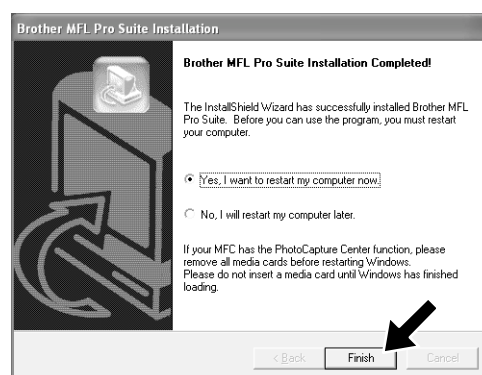 Brother MFL Pro Suite Installation
Brother MFL Pro Suite Installation Completed!
The InstallShield Wizard has successfully installed Brother MFL
Pro Suite. Before you can use the program, you must restart
your computer.
Yes, I want to restart my computer now.
No, I will restart my computer later.
If your MFC has the PhotoCapture Center function, please
remove all media cards before restarting Windows.
Please do not insert a media card until Windows has finished
loading.
< Back Finish Cancel